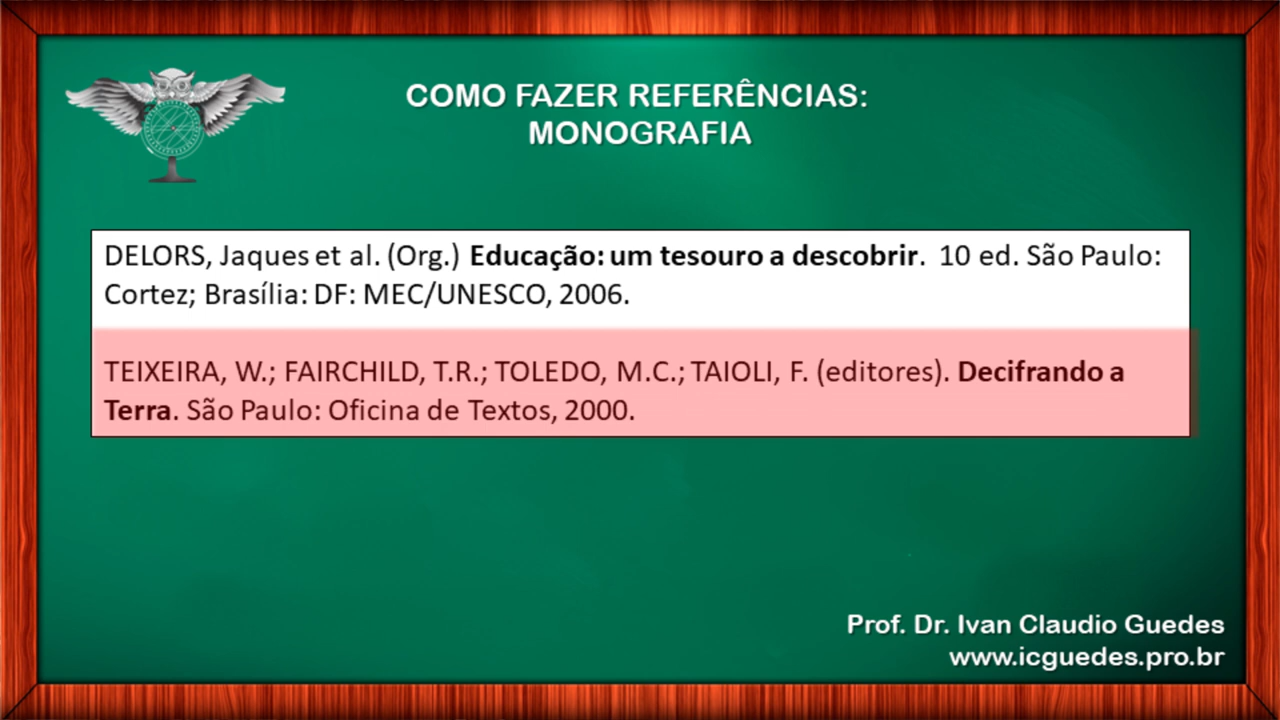 COMO FAZER REFERÊNCIAS:
MONOGRAFIA
DELORS, Jaques et al. (Org.) Educação: um tesouro a descobrir. 10 ed. São Paulo:
Cortez; Brasília: DF: MEC/UNESCO, 2006.
TEIXEIRA, W.; FAIRCHILD, T.R.; TOLEDO, M.C.; TAIOLI, F. (editores). Decifrando a
Terra. São Paulo: Oficina de Textos, 2000.
Prof. Dr. Ivan Claudio Guedes
www.icguedes.pro.br